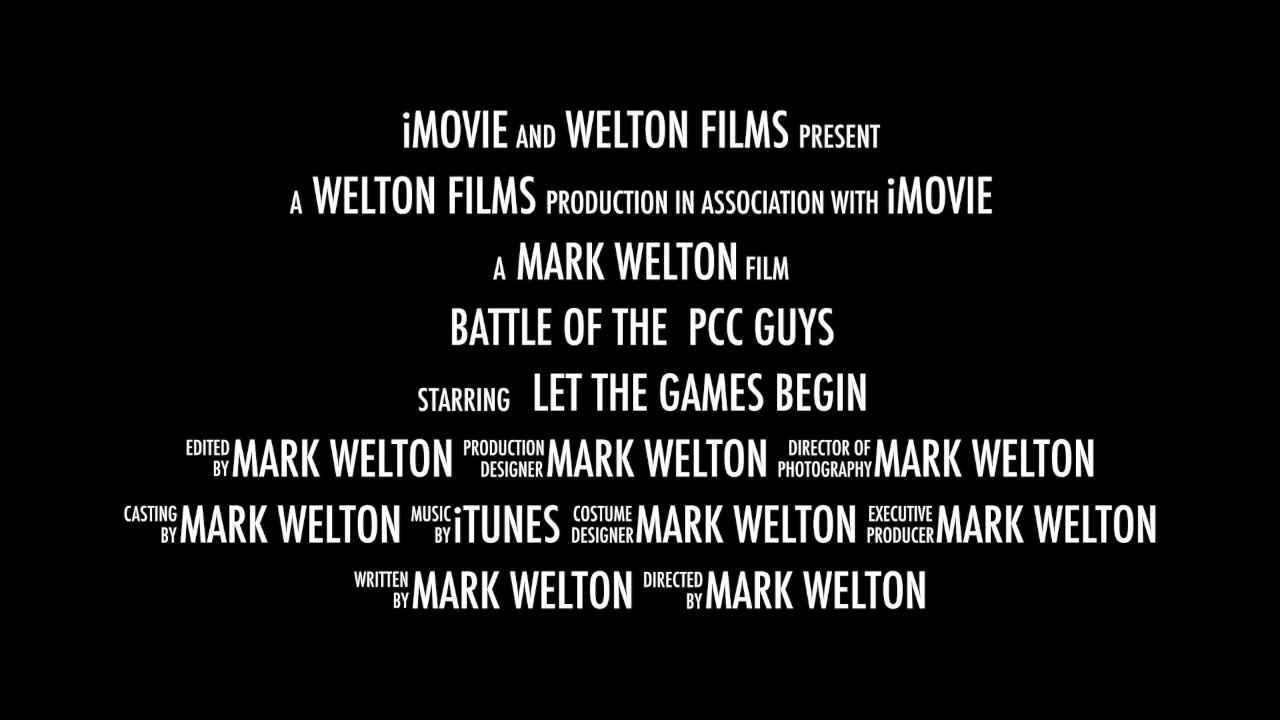 iMOVIE AND WELTON FILMS PRESENT
A WELTON FILMS PRODUCTION IN ASSOCIATION WITH iMOVIE
A MARK WELTON FILM
BATTLE OF THE  PCC GUYS
STARRING  LET THE GAMES BEGIN
EDITED BY MARK WELTON PRODUCTION DESIGNER MARK WELTON DIRECTOR OF PHOTOGRAPHY MARK WELTON
CASTING BY MARK WELTON MUSIC BY iTUNES COSTUME DESIGNER MARK WELTON EXECUTIVE PRODUCER MARK WELTON
WRITTEN BY MARK WELTON DIRECTED BY MARK WELTON